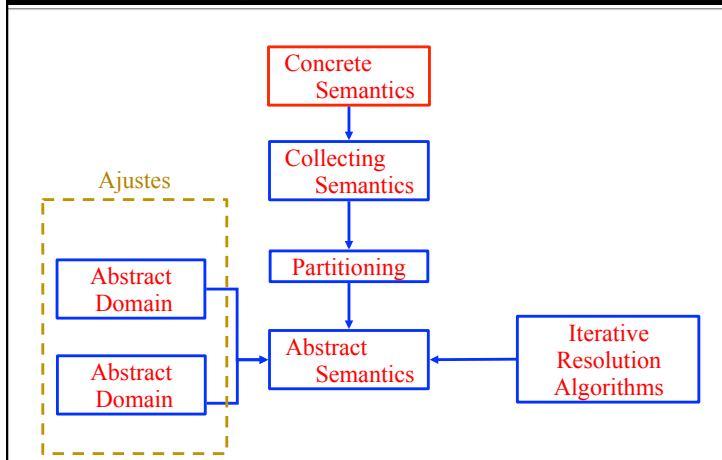 Concrete
Semantics
Collecting
Semantics
Ajustes
Partitioning
Abstract
Domain
Abstract
Semantics
Iterative
Resolution
Algorithms
Abstract
Domain